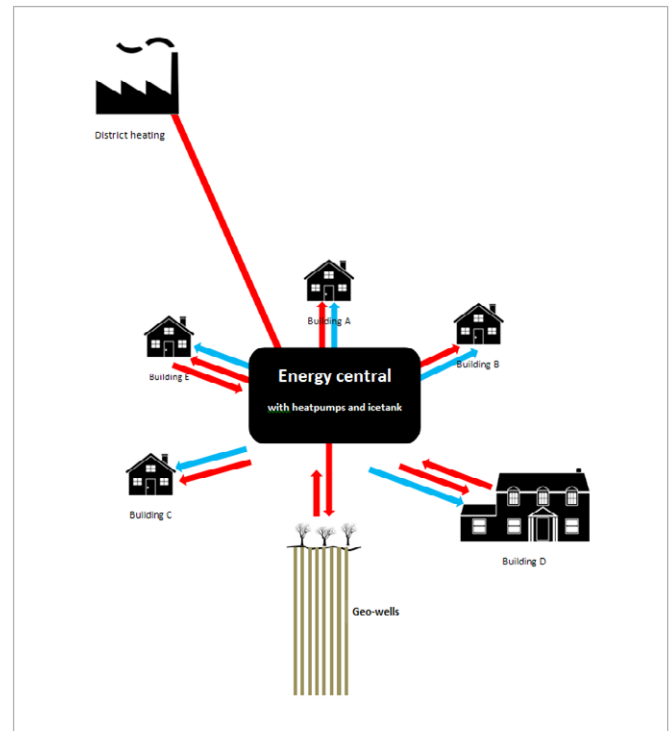 District heating
Building A
Building B
Building E
Energy central
with heatpumps and icetank
Building C
Building D
Geo-wells